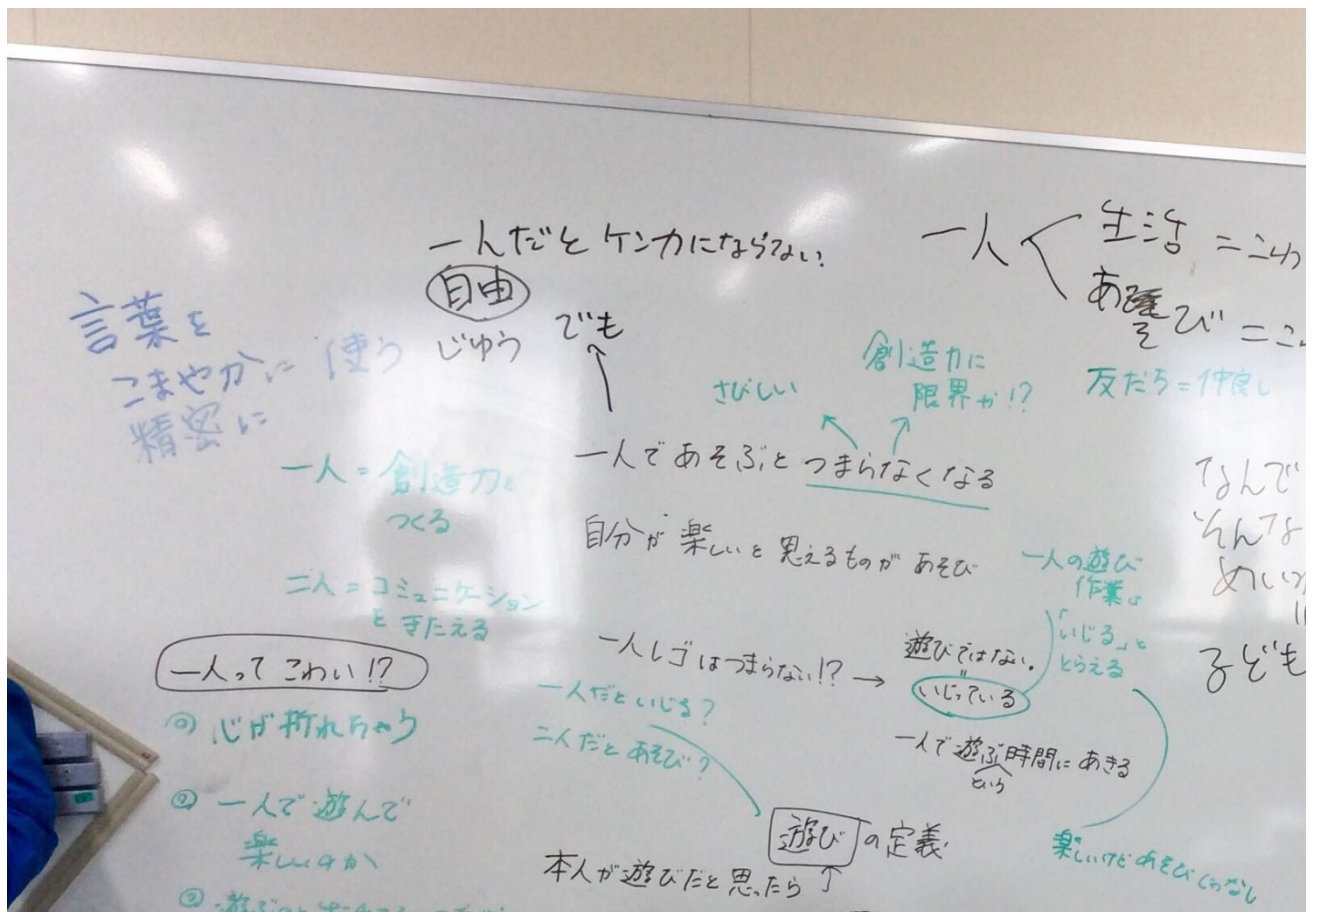 一人だと ケンカにならない.
自由
じゆう
でも
言葉を
こまやかに 使う
精密に
一人
生活 =こわ
あそび =こ
さびしい
創造力に
限界が!?
友だち=仲良し
一人であそぶと つまらなくなる
一人=創造力を
つくる
自分が 楽しいと 思えるものが あそび
二人=コミュニケーション
を きたえる
一人の遊び
作業。
「いじる」と
とらえる
なんで
そんな
めいわ
子ども
一人ってこわい!?
一人レゴはつまらない!? →
遊びではない。
いじっている
心が折れちゃう
一人だといじる?
二人だとあそび?
一人で遊ぶ時間に あきる
という
② 一人で遊んで
楽しいのか
遊び の定義
本人が遊びだと思ったら
楽しいけどあそびじゃなし